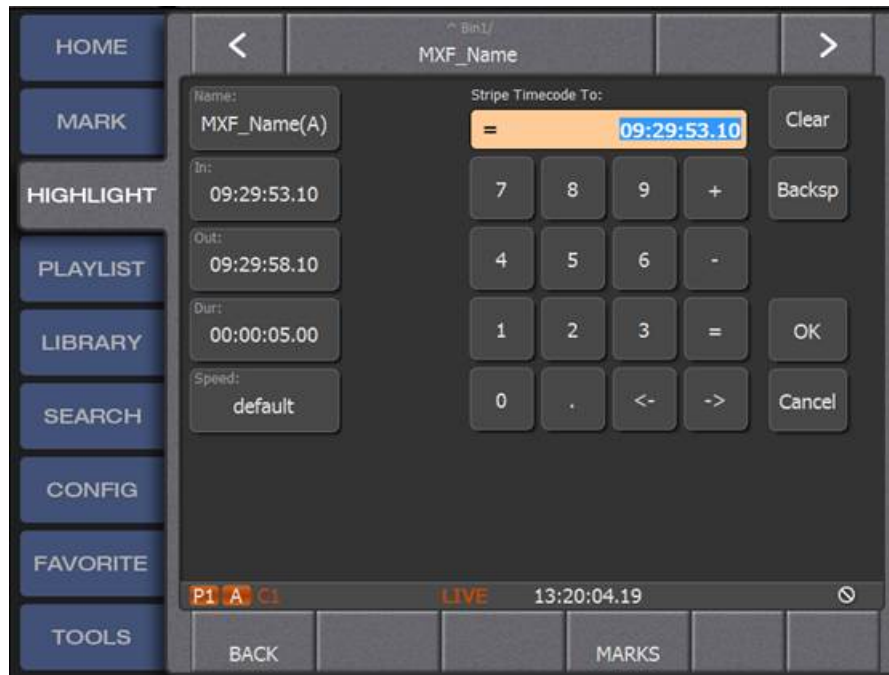 HOME
MARK
HIGHLIGHT
PLAYLIST
LIBRARY
SEARCH
CONFIG
FAVORITE
TOOLS
<
^ Bin1/
MXF_Name
>
Name:
MXF_Name(A)
In:
09:29:53.10
Out:
09:29:58.10
Dur:
00:00:05.00
Speed:
default
Stripe Timecode To:
= 09:29:53.10
Clear
7 8 9 + Backsp
4 5 6 -
1 2 3 = OK
0 . <- -> Cancel
P1 A C1 LIVE 13:20:04.19
BACK MARKS